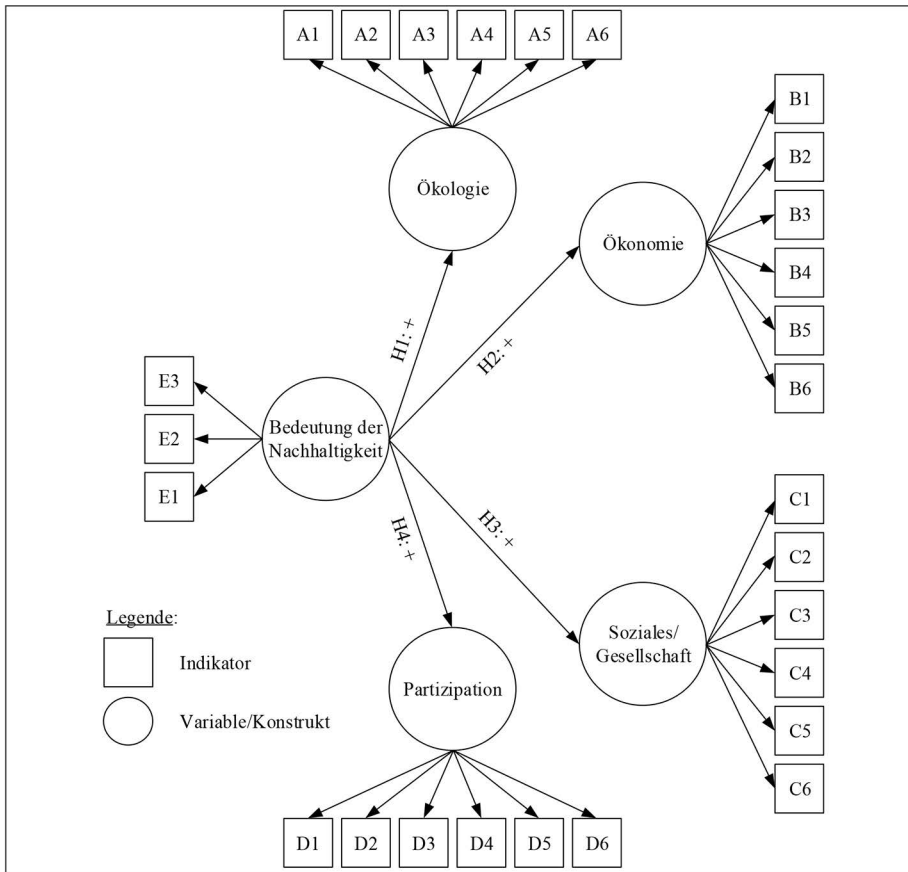 A1
A2
A3
A4
A5
A6
Ökologie
B1
B2
B3
B4
B5
B6
Ökonomie
H1: +
H2: +
E3
E2
E1
Bedeutung der
Nachhaltigkeit
H4: +
H3: +
C1
C2
C3
C4
C5
C6
Soziales/
Gesellschaft
Partizipation
D1
D2
D3
D4
D5
D6
Legende:
Indikator
Variable/Konstrukt